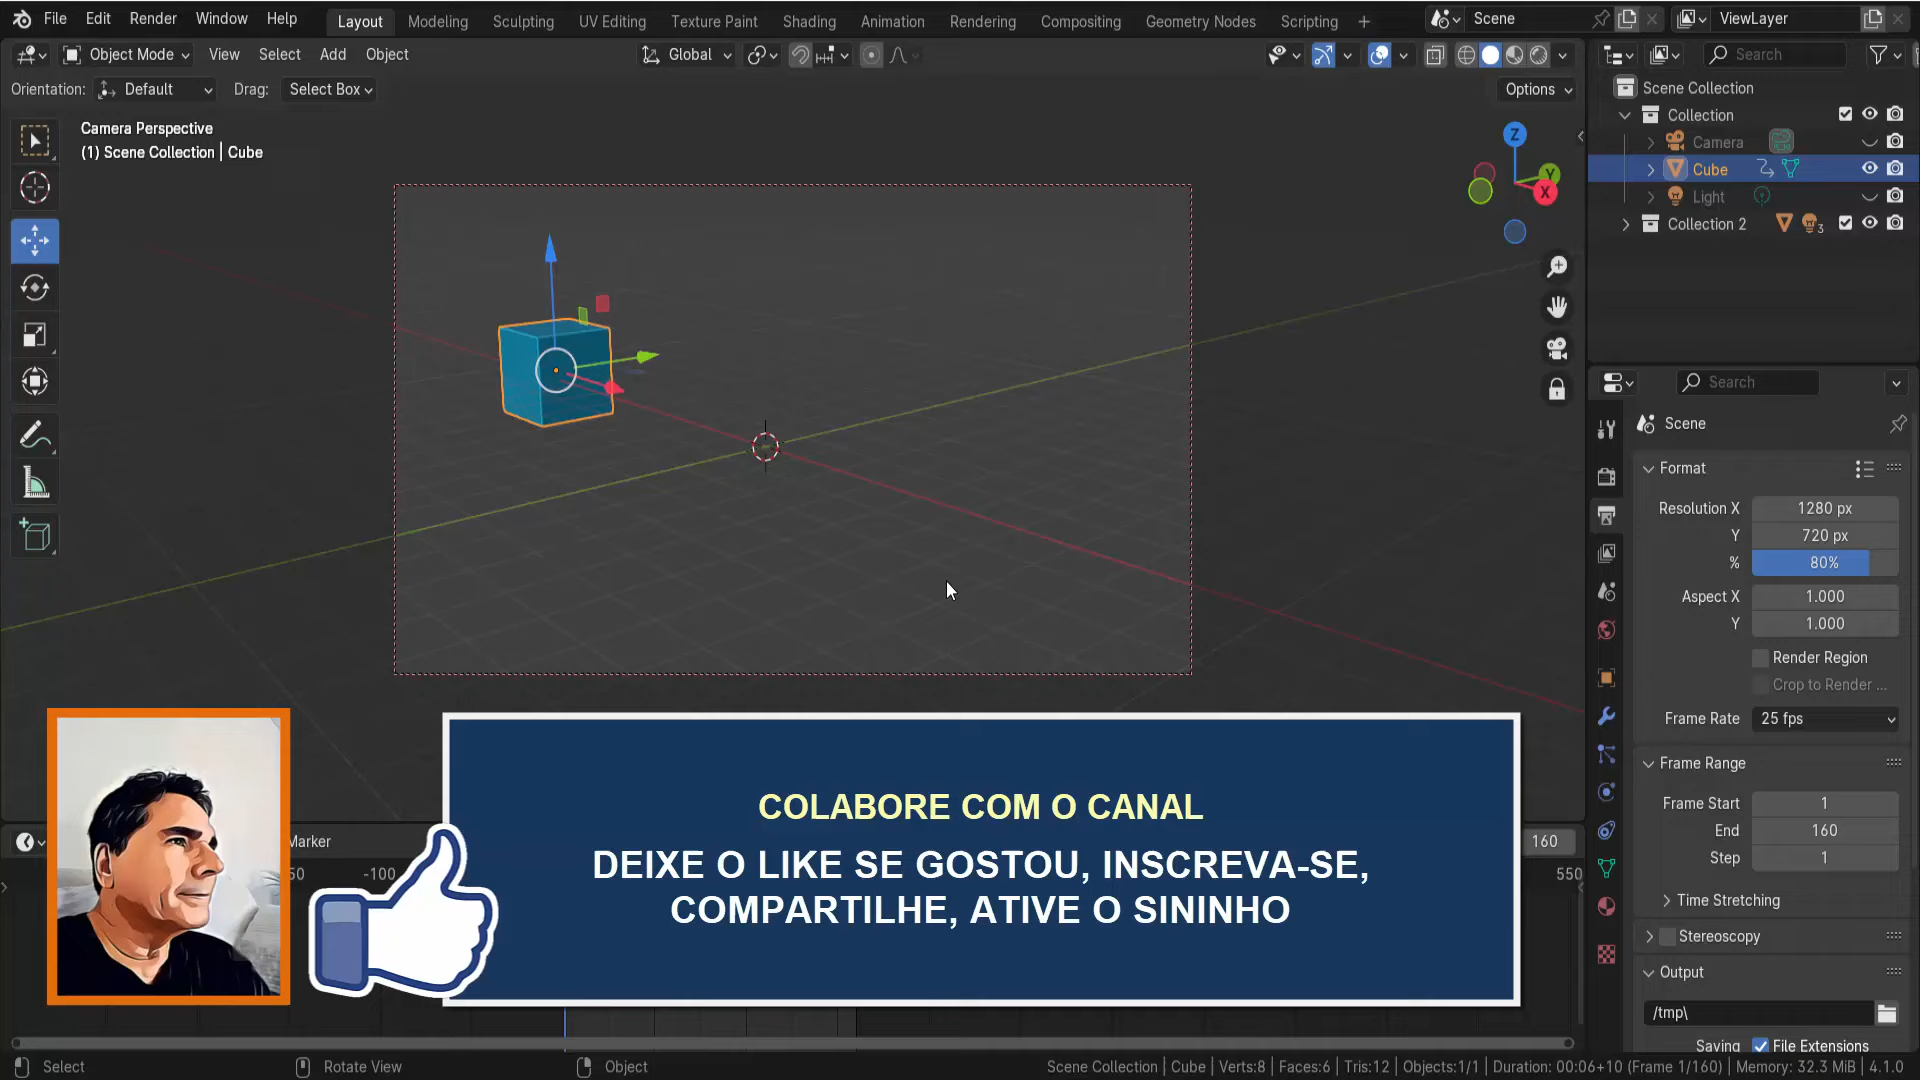 File Edit Render Window Help Layout Modeling Sculpting UV Editing Texture Paint Shading Animation Rendering Compositing Geometry Nodes Scripting + Scene ViewLayer
Object Mode View Select Add Object Global Search
Orientation: Default Drag: Select Box Options
Scene Collection
Camera Perspective
(1) Scene Collection | Cube
Collection
Camera
Cube
Light
Collection 2 3
Z
Y
X
Search
Scene
Format
Resolution X 1280 px
Y 720 px
% 80%
Aspect X 1.000
Y 1.000
Render Region
Crop to Render ...
Frame Rate 25 fps
Frame Range
Frame Start 1
End 160
Step 1
Time Stretching
Stereoscopy
Output
/tmp\
Saving File Extensions
Marker 160
50 -100 550
COLABORE COM O CANAL
DEIXE O LIKE SE GOSTOU, INSCREVA-SE,
COMPARTILHE, ATIVE O SININHO
Select Rotate View Object Scene Collection | Cube | Verts:8 | Faces:6 | Tris:12 | Objects:1/1 | Duration: 00:06+10 (Frame 1/160) | Memory: 32.3 MiB | 4.1.0